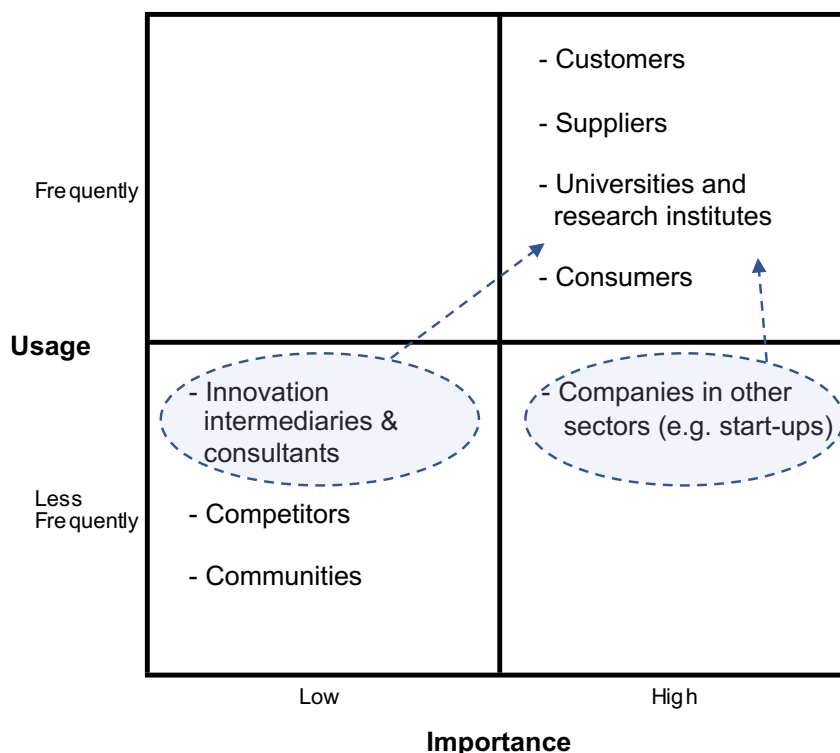 - Customers
- Suppliers
- Universities and
research institutes
Frequently
- Consumers
Usage
- Innovation
intermediaries &
consultants
- Companies in other
sectors (e.g. start-ups)
Less
Frequently
- Competitors
- Communities
Low
High
Importance